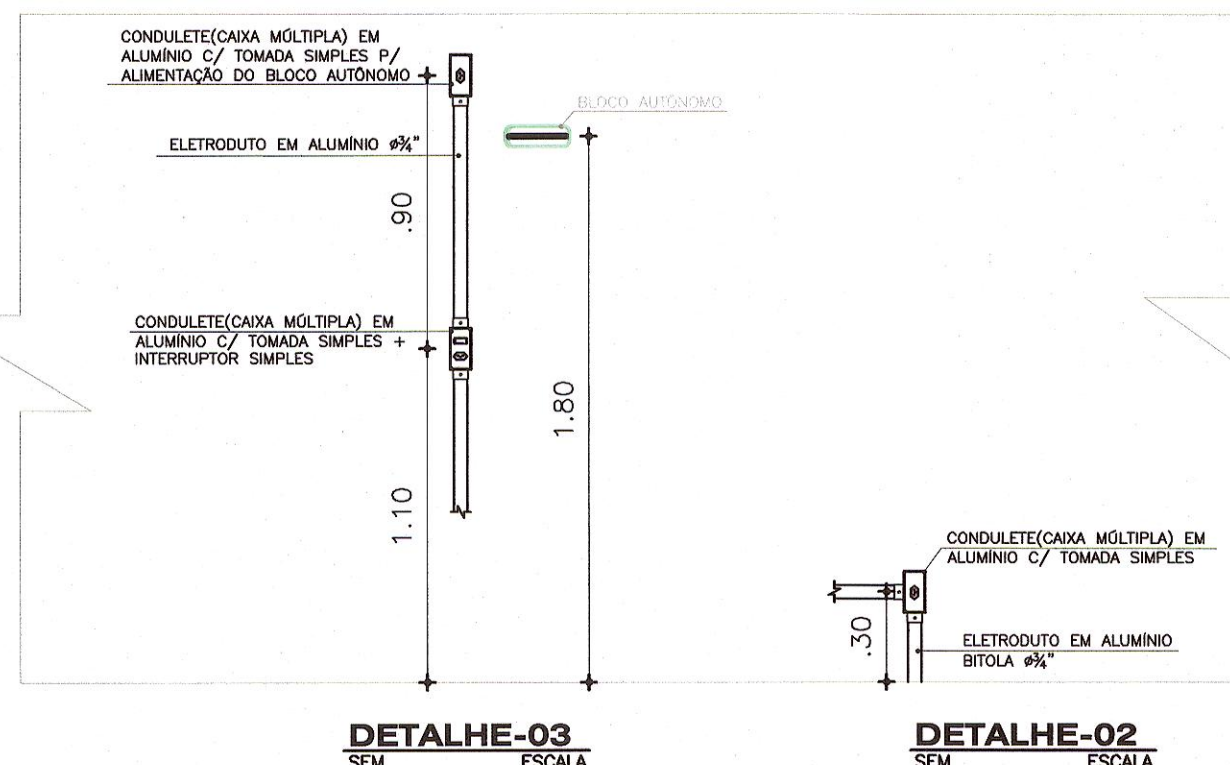 CONDULETE(CAIXA MÚLTIPLA) EM
ALUMÍNIO C/ TOMADA SIMPLES P/
ALIMENTAÇÃO DO BLOCO AUTÔNOMO
BLOCO AUTÔNOMO
ELETRODUTO EM ALUMÍNIO ø¾"
.90
CONDULETE(CAIXA MÚLTIPLA) EM
ALUMÍNIO C/ TOMADA SIMPLES +
INTERRUPTOR SIMPLES
1.80
1.10
CONDULETE(CAIXA MÚLTIPLA) EM
ALUMÍNIO C/ TOMADA SIMPLES
.30
ELETRODUTO EM ALUMÍNIO
BITOLA ø¾"
DETALHE-03
SEM ESCALA
DETALHE-02
SEM ESCALA